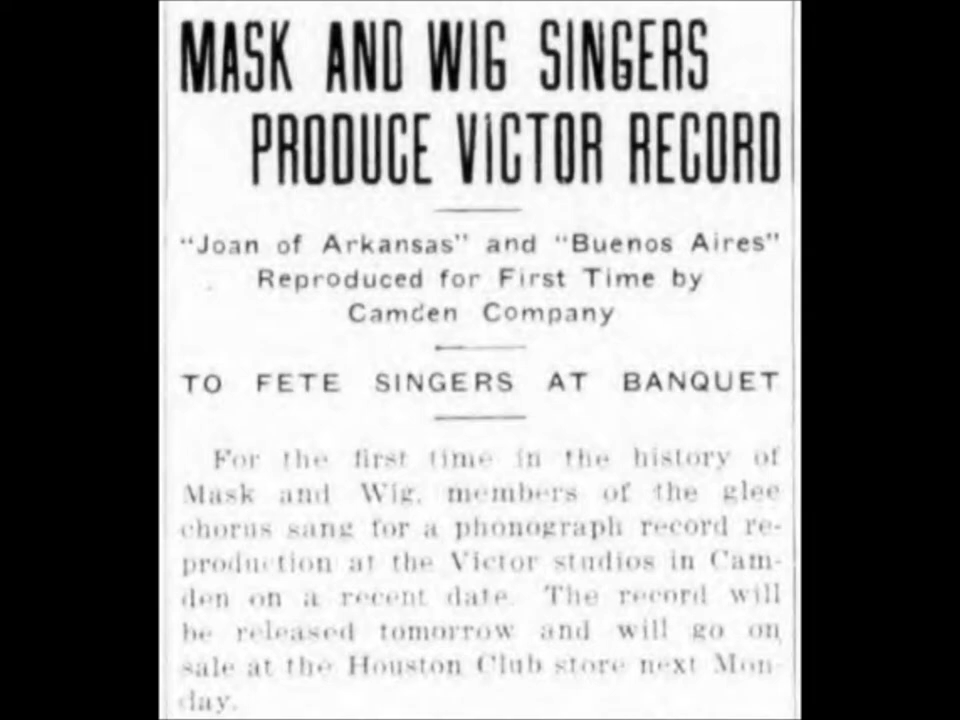 MASK AND WIG SINGERS
PRODUCE VICTOR RECORD
"Joan of Arkansas" and "Buenos Aires"
Reproduced for First Time by
Camden Company
TO FETE SINGERS AT BANQUET
For the first time in the history of
Mask and Wig, members of the glee
chorus sang for a phonograph record re-
production at the Victor studios in Cam-
den on a recent date. The record will
be released tomorrow and will go on
sale at the Houston Club store next Mon-
day.